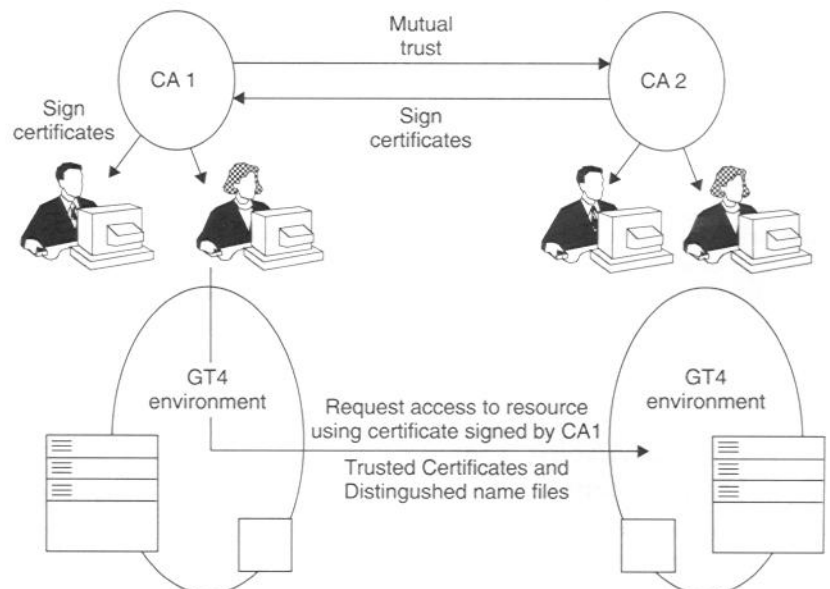 Mutual
trust
CA 1
CA 2
Sign
certificates
Sign
certificates
GT4
environment
GT4
environment
Request access to resource
using certificate signed by CA1
Trusted Certificates and
Distingushed name files